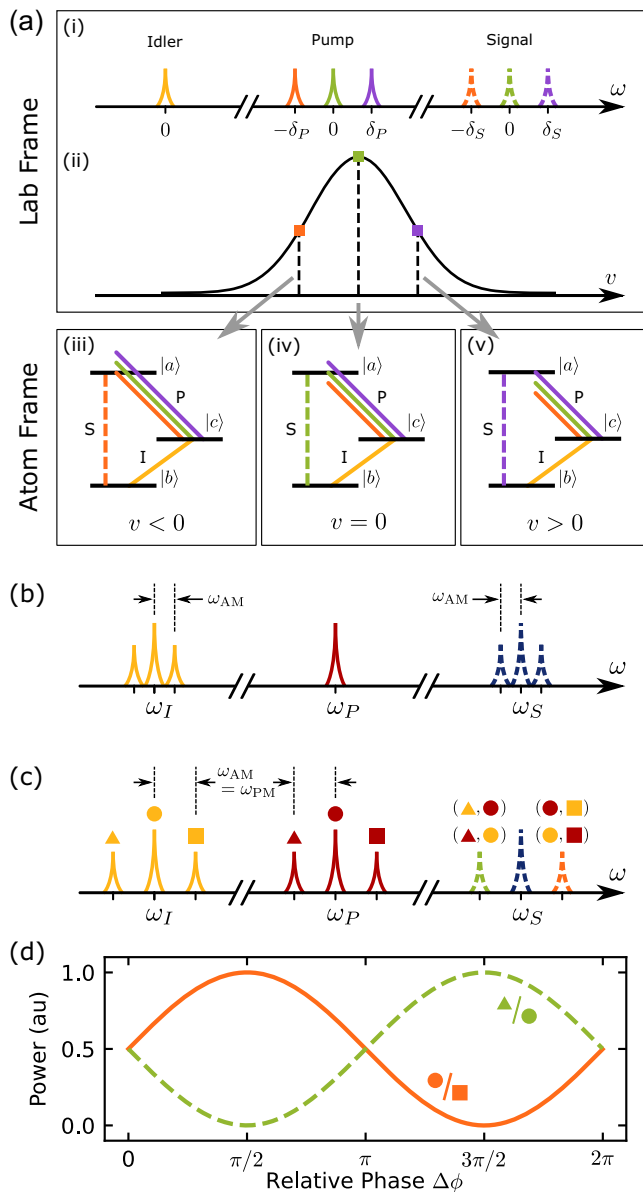 (a)
Lab Frame
(i)
Idler Pump Signal
ω
0 −δ_P 0 δ_P −δ_S 0 δ_S
(ii)
v
Atom Frame
(iii) |a⟩ P |c⟩ S I |b⟩ v < 0
(iv) |a⟩ P |c⟩ S I |b⟩ v = 0
(v) |a⟩ P |c⟩ S I |b⟩ v > 0
(b)
ω_AM ω_AM
ω
ω_I ω_P ω_S
(c)
ω_AM
= ω_PM
(▲,●) (●,■)
(▲,●) (●,■)
ω
ω_I ω_P ω_S
(d)
Power (au)
1.0
0.5
0.0
▲/●
●/■
0 π/2 π 3π/2 2π
Relative Phase Δϕ